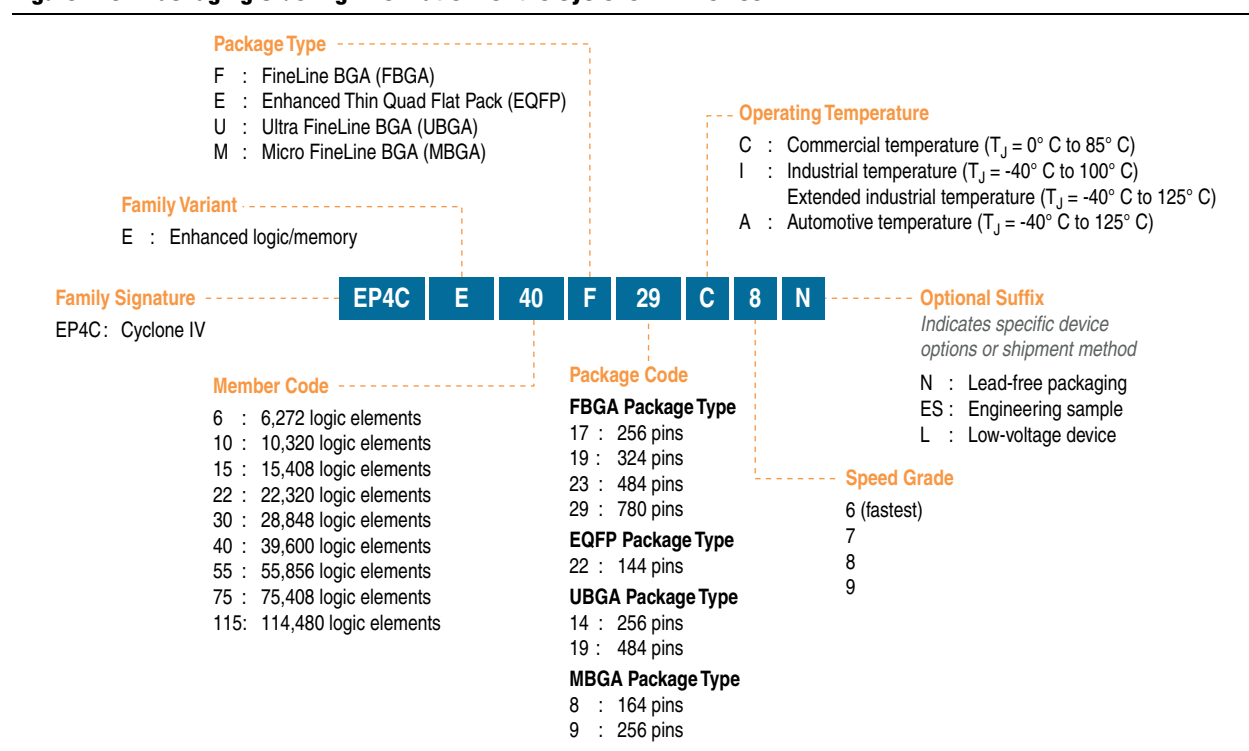 Package Type
F : FineLine BGA (FBGA)
E : Enhanced Thin Quad Flat Pack (EQFP)
U : Ultra FineLine BGA (UBGA)
M : Micro FineLine BGA (MBGA)
Operating Temperature
C : Commercial temperature (TJ = 0° C to 85° C)
I : Industrial temperature (TJ = -40° C to 100° C)
Extended industrial temperature (TJ = -40° C to 125° C)
A : Automotive temperature (TJ = -40° C to 125° C)
Family Variant
E : Enhanced logic/memory
Family Signature
EP4C : Cyclone IV
EP4C E 40 F 29 C 8 N
Optional Suffix
Indicates specific device
options or shipment method
N : Lead-free packaging
ES : Engineering sample
L : Low-voltage device
Member Code
6 : 6,272 logic elements
10 : 10,320 logic elements
15 : 15,408 logic elements
22 : 22,320 logic elements
30 : 28,848 logic elements
40 : 39,600 logic elements
55 : 55,856 logic elements
75 : 75,408 logic elements
115: 114,480 logic elements
Package Code
FBGA Package Type
17 : 256 pins
19 : 324 pins
23 : 484 pins
29 : 780 pins
EQFP Package Type
22 : 144 pins
UBGA Package Type
14 : 256 pins
19 : 484 pins
MBGA Package Type
8 : 164 pins
9 : 256 pins
Speed Grade
6 (fastest)
7
8
9